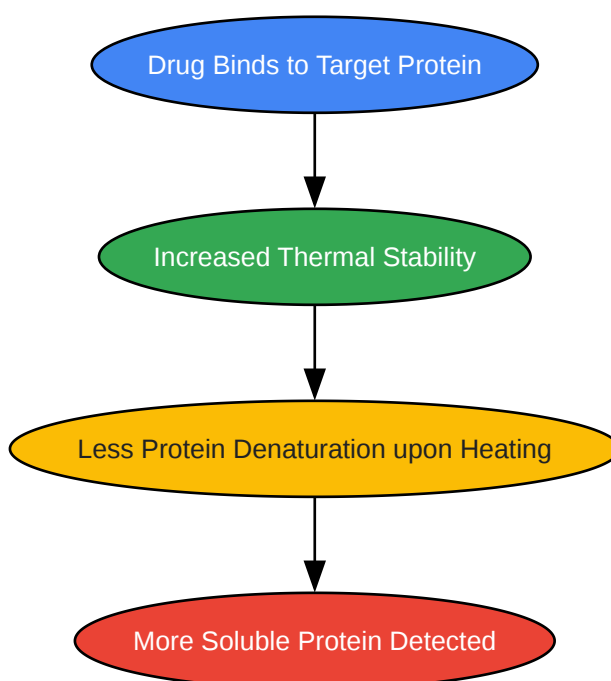 Drug Binds to Target Protein
Increased Thermal Stability
Less Protein Denaturation upon Heating
More Soluble Protein Detected